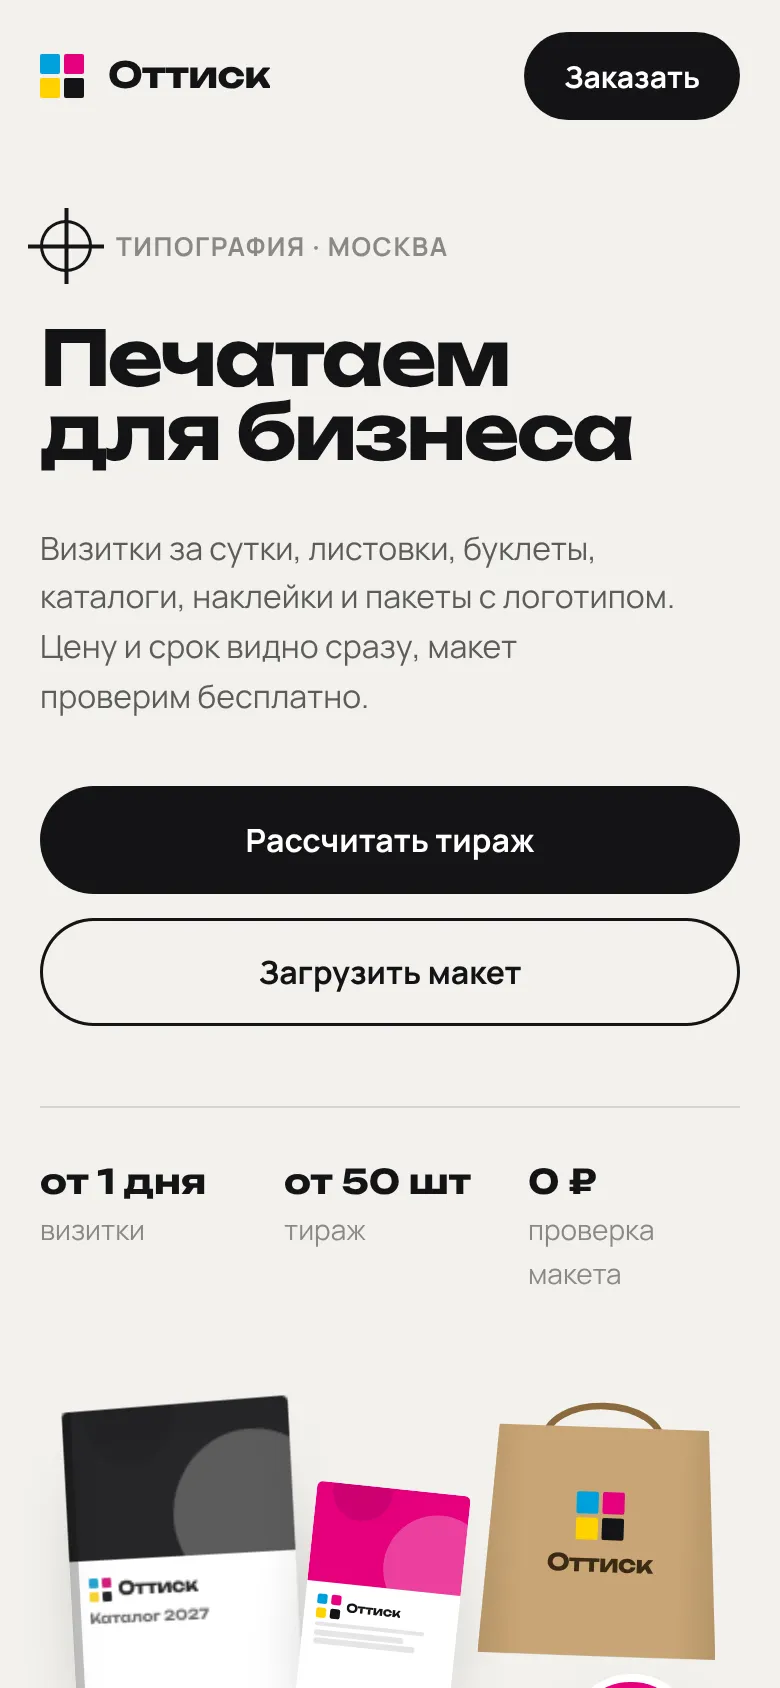 Оттиск
Заказать
ТИПОГРАФИЯ · МОСКВА
Печатаем
для бизнеса
Визитки за сутки, листовки, буклеты,
каталоги, наклейки и пакеты с логотипом.
Цену и срок видно сразу, макет
проверим бесплатно.
Рассчитать тираж
Загрузить макет
от 1 дня
визитки
от 50 шт
тираж
0 ₽
проверка
макета
Оттиск
Каталог 2027
Оттиск
Оттиск